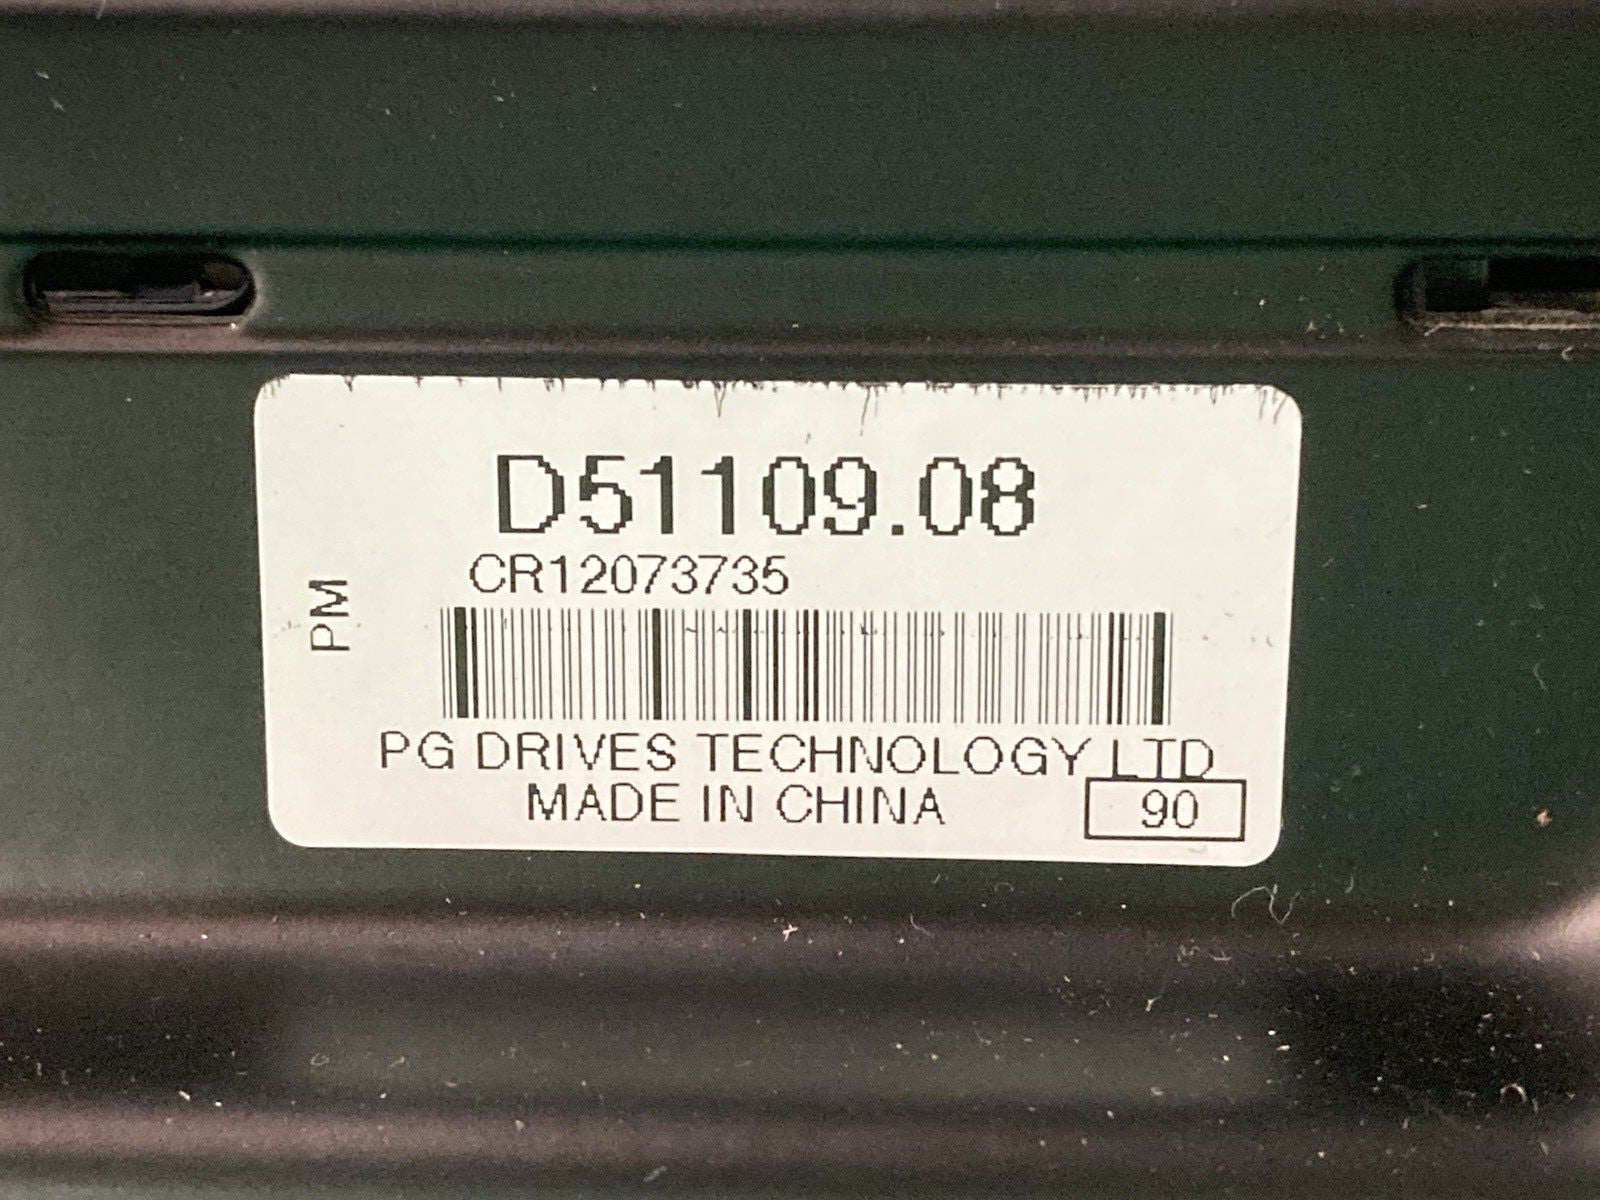 D51109.08
CR12073735
PM
PG DRIVES TECHNOLOGY LTD
MADE IN CHINA
90